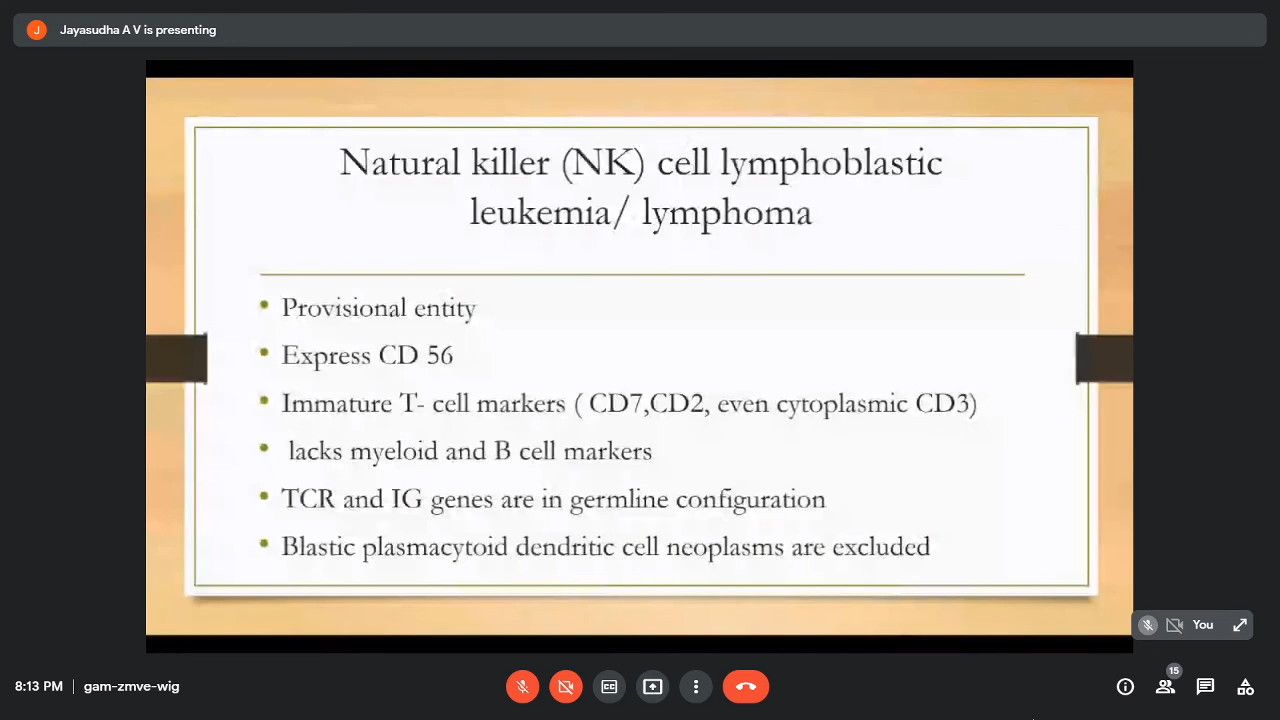 J Jayasudha A V is presenting
Natural killer (NK) cell lymphoblastic
leukemia/ lymphoma
• Provisional entity
• Express CD 56
• Immature T- cell markers ( CD7,CD2, even cytoplasmic CD3)
• lacks myeloid and B cell markers
• TCR and IG genes are in germline configuration
• Blastic plasmacytoid dendritic cell neoplasms are excluded
You
15
8:13 PM | gam-zmve-wig
CC